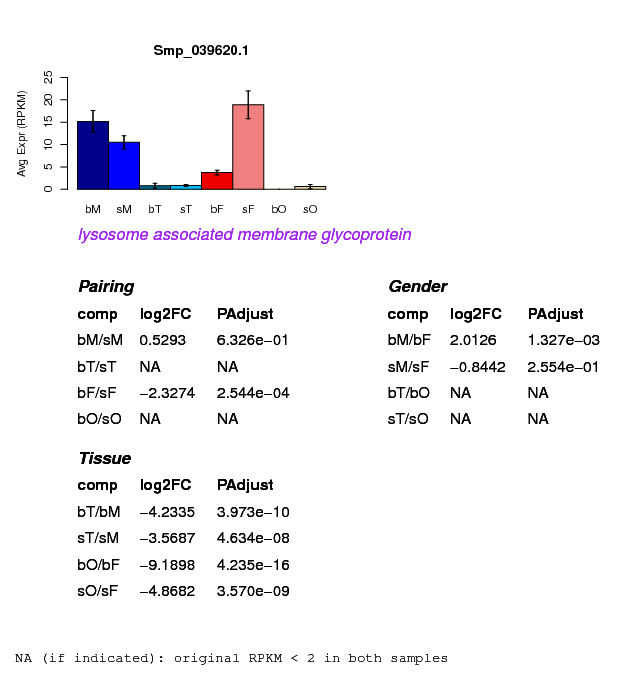 Smp_039620.1
Avg Expr (RPKM)
0 5 10 15 20 25
bM sM bT sT bF sF bO sO
lysosome associated membrane glycoprotein
Pairing
comp log2FC PAdjust
bM/sM 0.5293 6.326e−01
bT/sT NA NA
bF/sF −2.3274 2.544e−04
bO/sO NA NA
Gender
comp log2FC PAdjust
bM/bF 2.0126 1.327e−03
sM/sF −0.8442 2.554e−01
bT/bO NA NA
sT/sO NA NA
Tissue
comp log2FC PAdjust
bT/bM −4.2335 3.973e−10
sT/sM −3.5687 4.634e−08
bO/bF −9.1898 4.235e−16
sO/sF −4.8682 3.570e−09
NA (if indicated): original RPKM < 2 in both samples